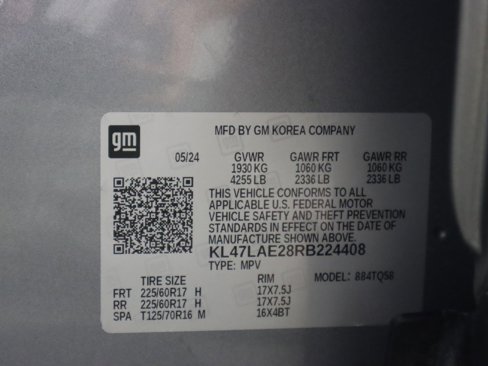 gm
MFD BY GM KOREA COMPANY
05/24 GVWR GAWR FRT GAWR RR
1930 KG 1060 KG 1060 KG
4255 LB 2336 LB 2336 LB
THIS VEHICLE CONFORMS TO ALL
APPLICABLE U.S. FEDERAL MOTOR
VEHICLE SAFETY AND THEFT PREVENTION
STANDARDS IN EFFECT ON THE DATE
OF MANUFACTURE SHOWN ABOVE.
KL47LAE28RB224408
TYPE: MPV MODEL: 884TQ58
TIRE SIZE RIM
FRT 225/60R17 H 17X7.5J
RR 225/60R17 H 17X7.5J
SPA T125/70R16 M 16X4BT